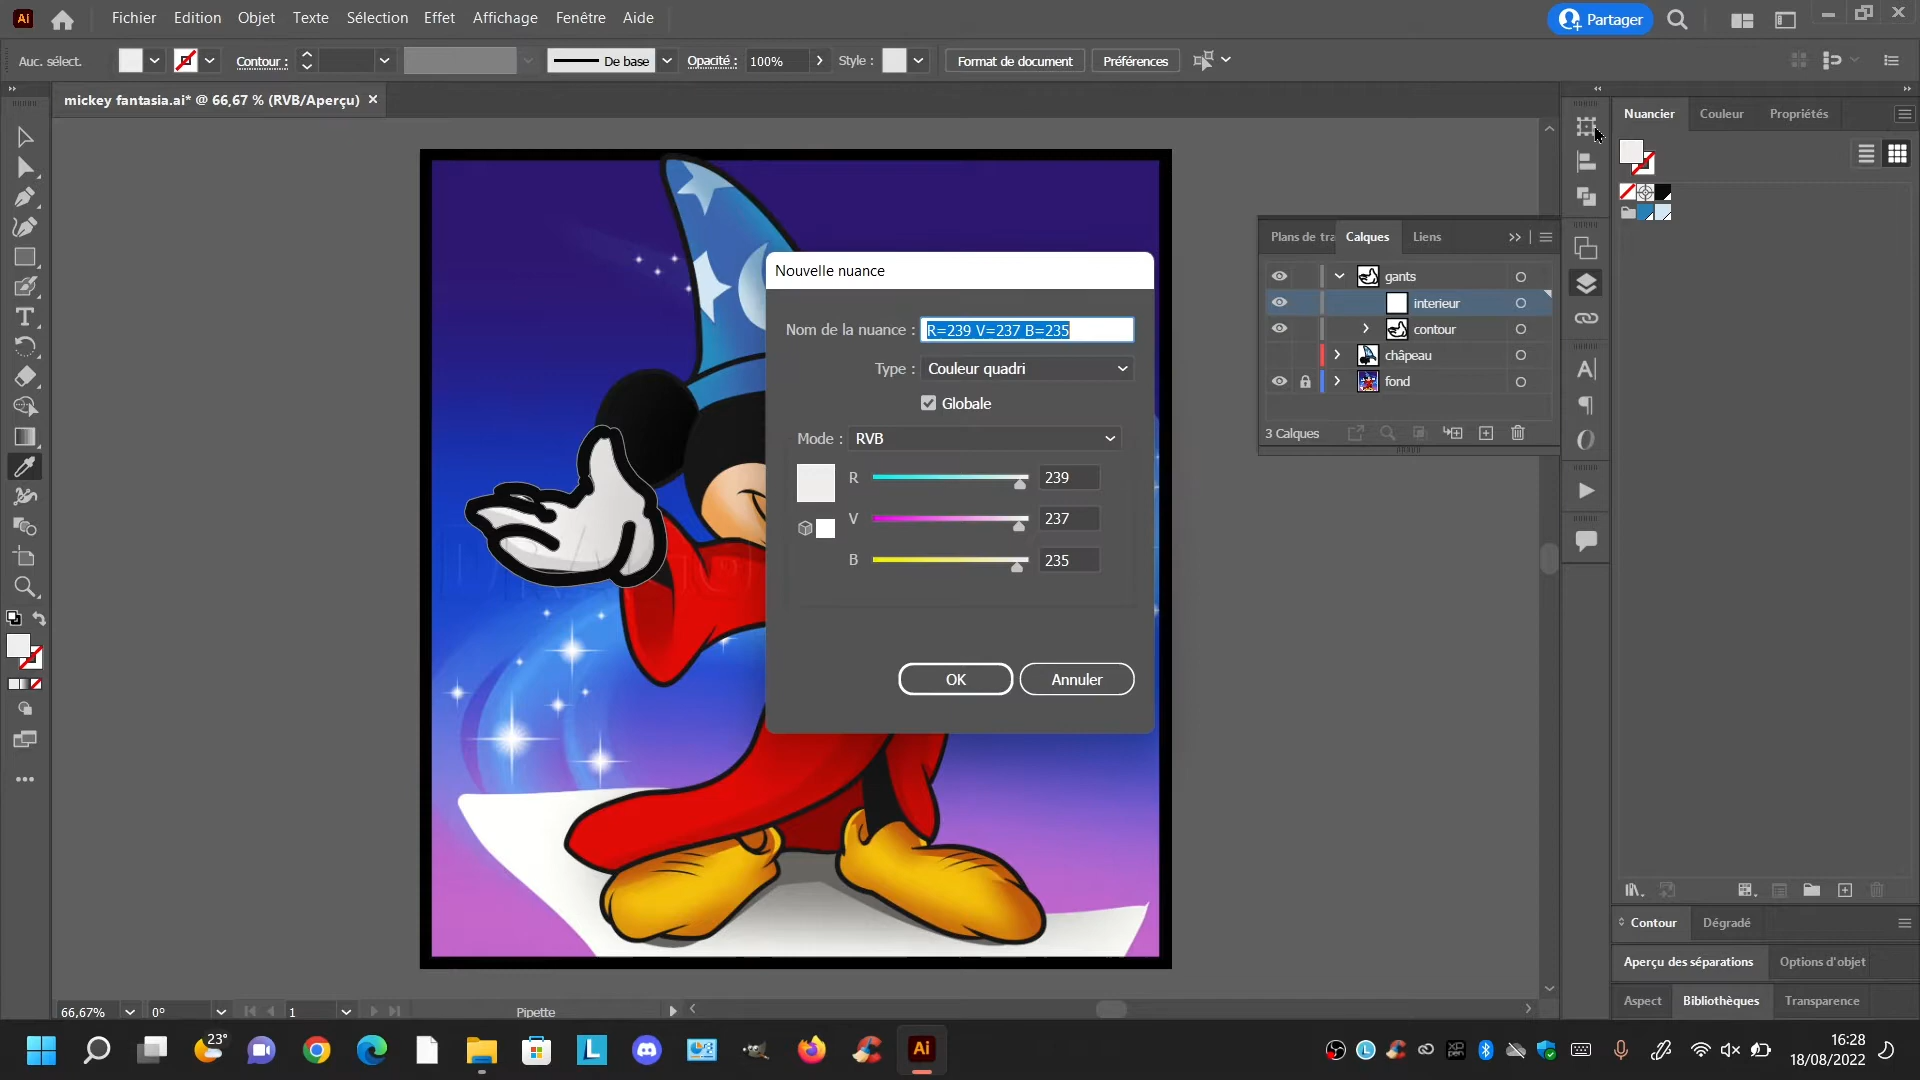 Ai
Fichier Edition Objet Texte Sélection Effet Affichage Fenêtre Aide
Partager
Auc. sélect.
Contour :
De base
Opacité : 100%
Style :
Format de document
Préférences
mickey fantasia.ai* @ 66,67 % (RVB/Aperçu) ×
Nuancier Couleur Propriétés
Plans de tra Calques Liens
gants
interieur
contour
châpeau
fond
3 Calques
Nouvelle nuance
Nom de la nuance : R=239 V=237 B=235
Type : Couleur quadri
Globale
Mode : RVB
R 239
V 237
B 235
OK Annuler
Contour Dégradé
Aperçu des séparations Options d'objet
Aspect Bibliothèques Transparence
66,67% 0° 1 Pipette
23°
Ai
16:28
18/08/2022